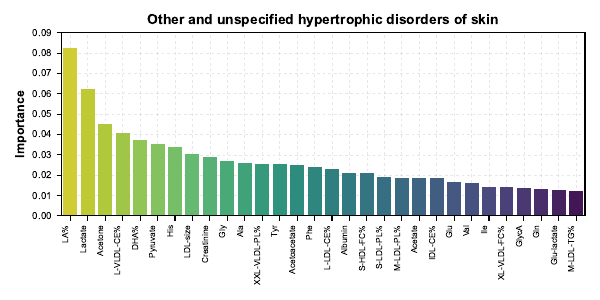 Other and unspecified hypertrophic disorders of skin
Importance
0.09
0.08
0.07
0.06
0.05
0.04
0.03
0.02
0.01
0.00
LA%
Lactate
Acetone
L-VLDL-CE%
DHA%
Pyruvate
His
LDL-size
Creatinine
Gly
Ala
XXL-VLDL-PL%
Tyr
Acetoacetate
Phe
L-LDL-CE%
Albumin
S-HDL-FC%
S-LDL-PL%
M-LDL-PL%
Acetate
IDL-CE%
Glu
Val
Ile
XL-VLDL-FC%
GlycA
Gln
Glu-lactate
M-LDL-TG%